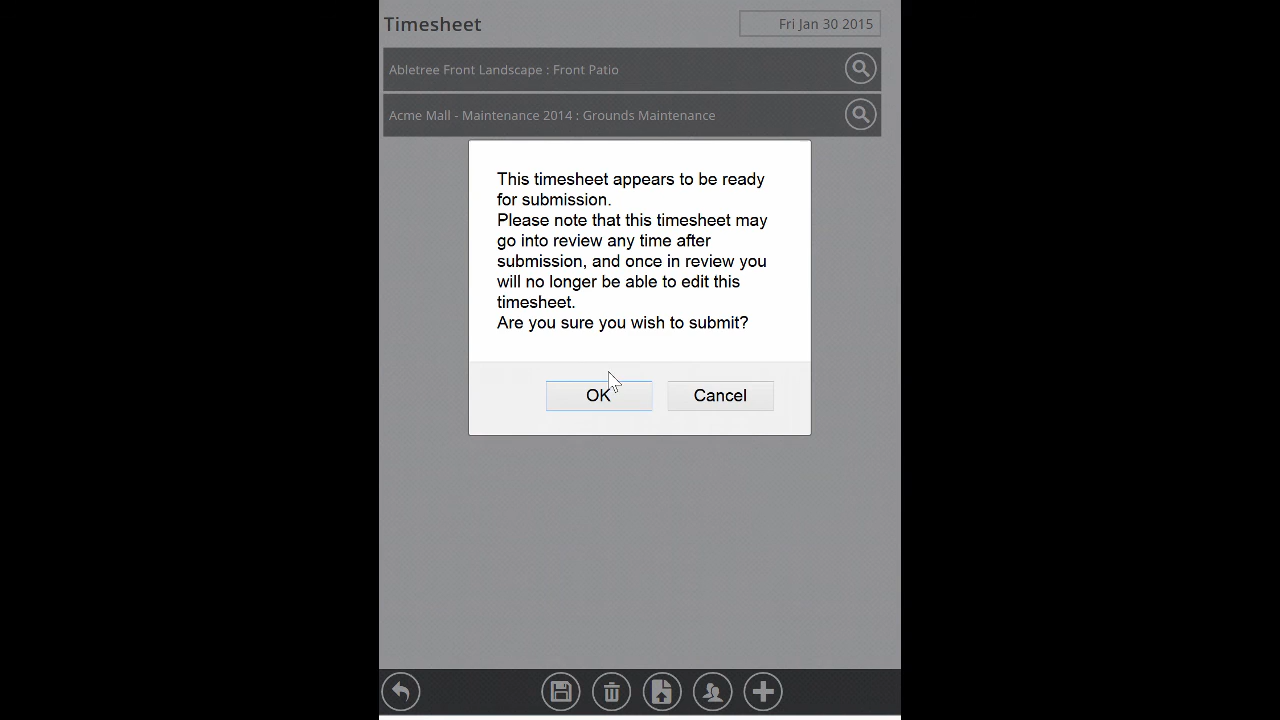 Timesheet
Fri Jan 30 2015
Abletree Front Landscape : Front Patio
Acme Mall - Maintenance 2014 : Grounds Maintenance
This timesheet appears to be ready
for submission.
Please note that this timesheet may
go into review any time after
submission, and once in review you
will no longer be able to edit this
timesheet.
Are you sure you wish to submit?
OK
Cancel